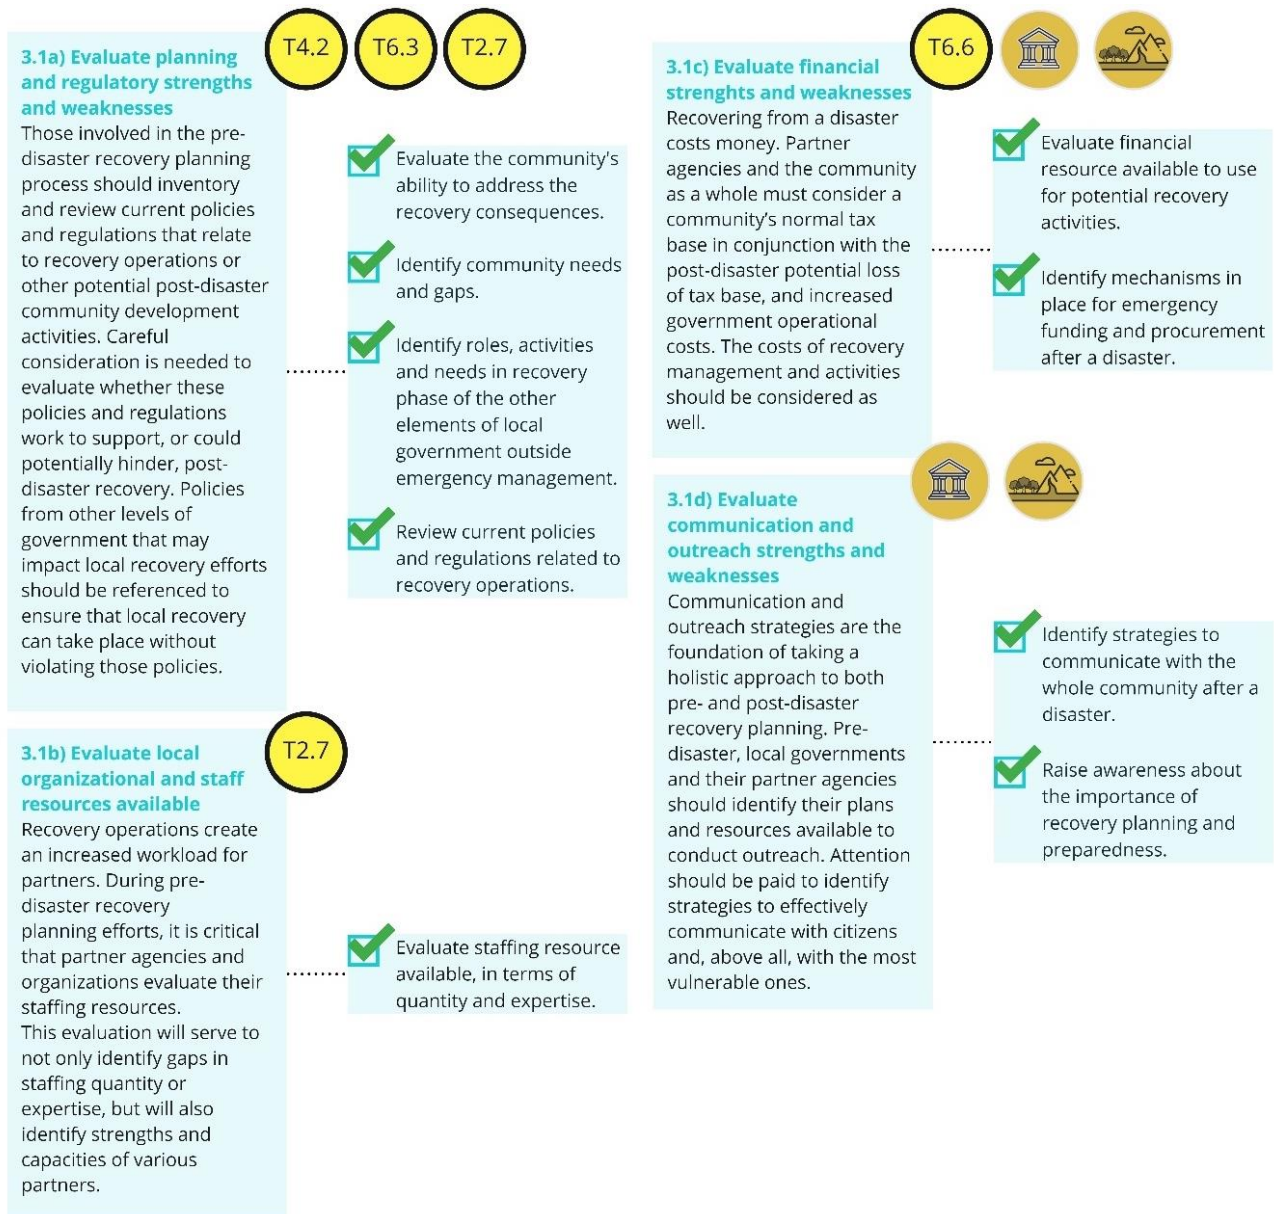 T4.2
T6.3
T2.7
3.1a) Evaluate planning
and regulatory strengths
and weaknesses
Those involved in the pre-
disaster recovery planning
process should inventory
and review current policies
and regulations that relate
to recovery operations or
other potential post-disaster
community development
activities. Careful
consideration is needed to
evaluate whether these
policies and regulations
work to support, or could
potentially hinder, post-
disaster recovery. Policies
from other levels of
government that may
impact local recovery efforts
should be referenced to
ensure that local recovery
can take place without
violating those policies.
Evaluate the community's
ability to address the
recovery consequences.
Identify community needs
and gaps.
Identify roles, activities
and needs in recovery
phase of the other
elements of local
government outside
emergency management.
Review current policies
and regulations related to
recovery operations.
T2.7
3.1b) Evaluate local
organizational and staff
resources available
Recovery operations create
an increased workload for
partners. During pre-
disaster recovery
planning efforts, it is critical
that partner agencies and
organizations evaluate their
staffing resources.
This evaluation will serve to
not only identify gaps in
staffing quantity or
expertise, but will also
identify strengths and
capacities of various
partners.
Evaluate staffing resource
available, in terms of
quantity and expertise.
T6.6
3.1c) Evaluate financial
strenghts and weaknesses
Recovering from a disaster
costs money. Partner
agencies and the community
as a whole must consider a
community's normal tax
base in conjunction with the
post-disaster potential loss
of tax base, and increased
government operational
costs. The costs of recovery
management and activities
should be considered as
well.
Evaluate financial
resource available to use
for potential recovery
activities.
Identify mechanisms in
place for emergency
funding and procurement
after a disaster.
3.1d) Evaluate
communication and
outreach strengths and
weaknesses
Communication and
outreach strategies are the
foundation of taking a
holistic approach to both
pre- and post-disaster
recovery planning. Pre-
disaster, local governments
and their partner agencies
should identify their plans
and resources available to
conduct outreach. Attention
should be paid to identify
strategies to effectively
communicate with citizens
and, above all, with the most
vulnerable ones.
Identify strategies to
communicate with the
whole community after a
disaster.
Raise awareness about
the importance of
recovery planning and
preparedness.